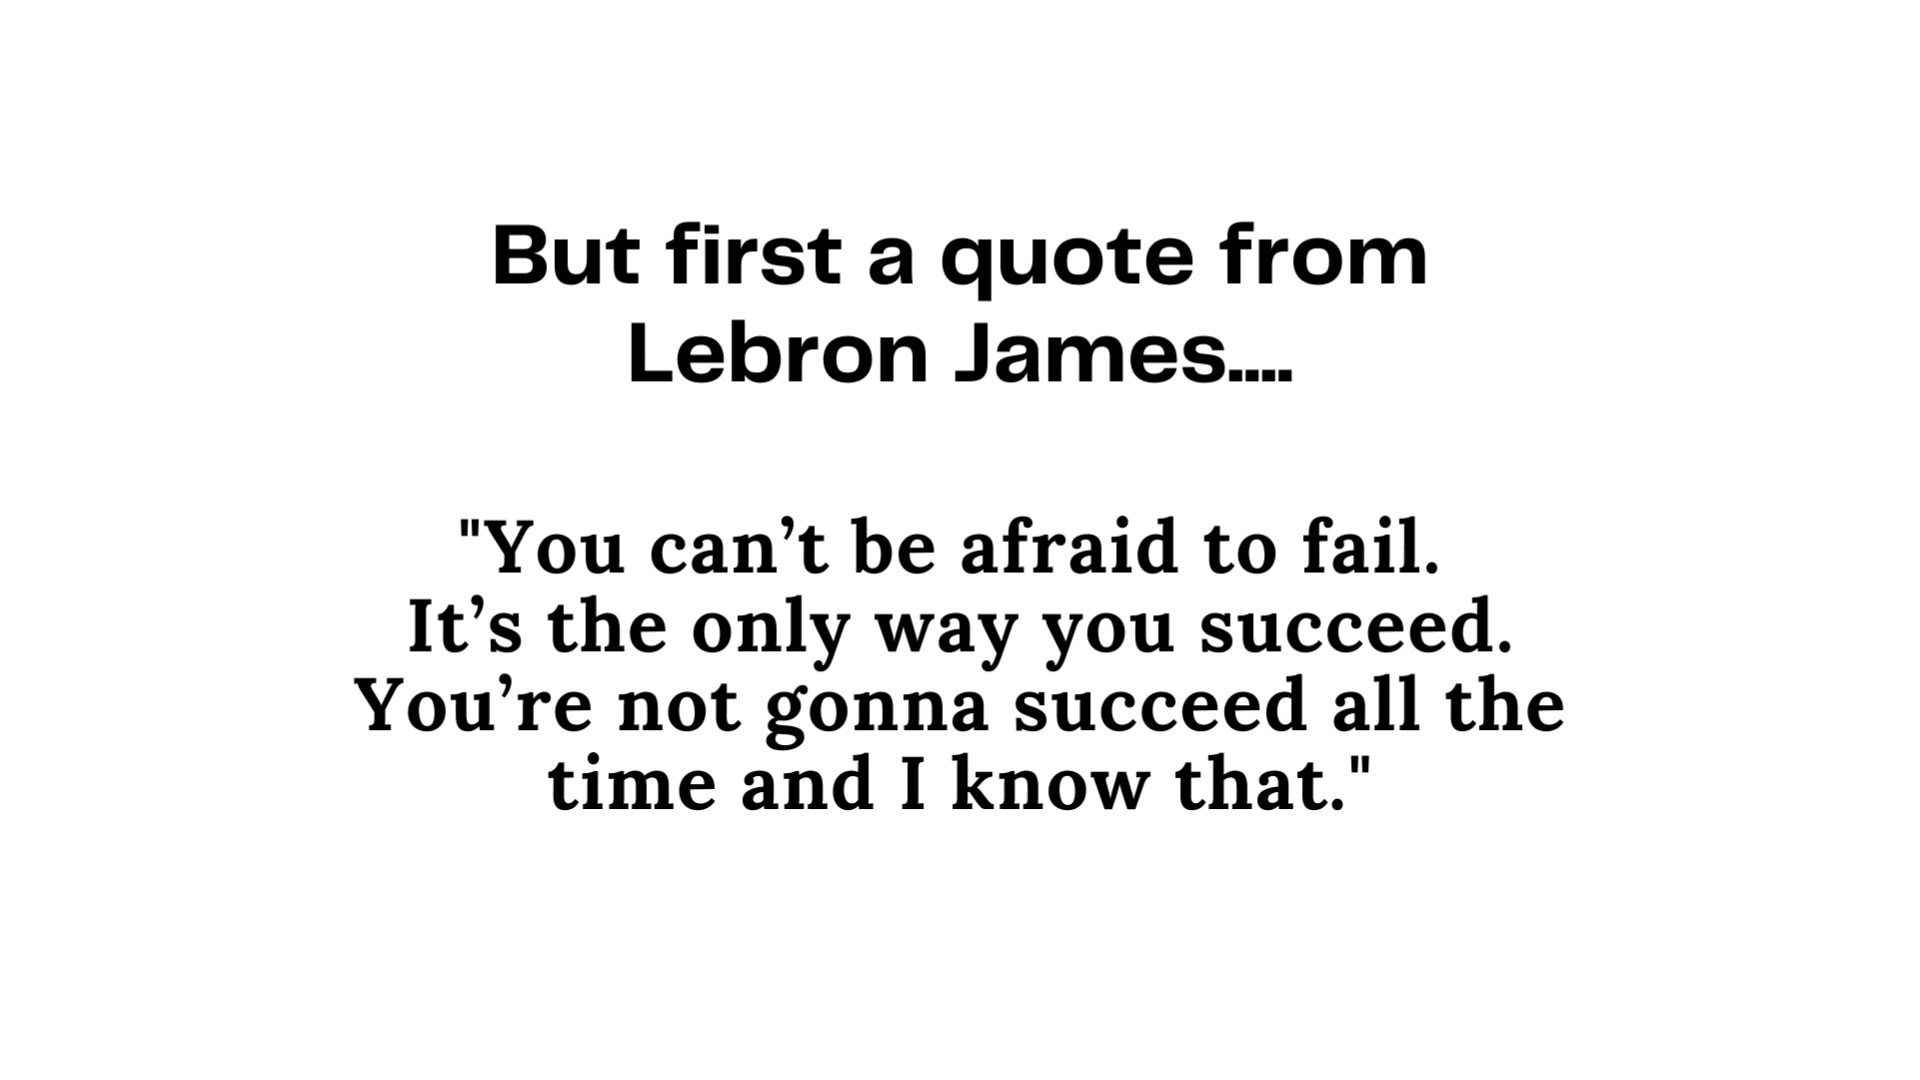 But first a quote from
Lebron James....
"You can’t be afraid to fail.
It’s the only way you succeed.
You’re not gonna succeed all the
time and I know that."